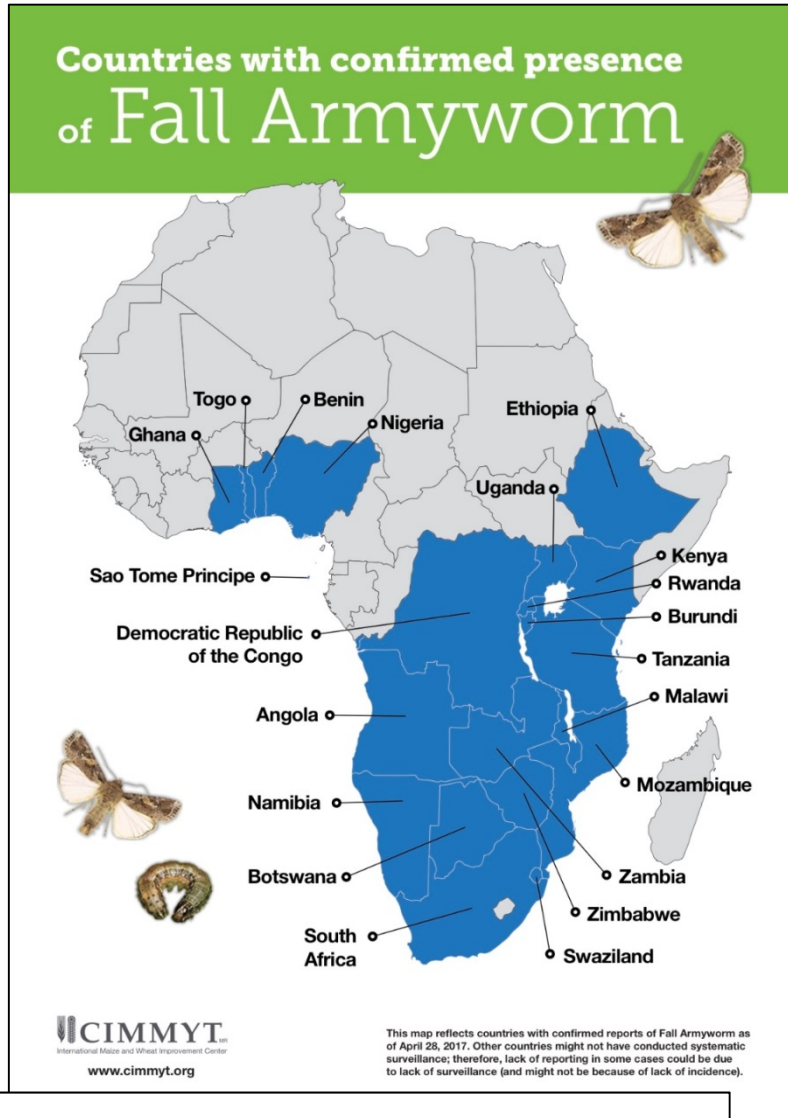 Countries with confirmed presence
of Fall Armyworm
Togo
Benin
Ghana
Nigeria
Ethiopia
Uganda
Sao Tome Principe
Kenya
Rwanda
Democratic Republic
of the Congo
Burundi
Tanzania
Malawi
Angola
Mozambique
Namibia
Botswana
Zambia
Zimbabwe
South
Africa
Swaziland
CIMMYT
International Maize and Wheat Improvement Center
www.cimmyt.org
This map reflects countries with confirmed reports of Fall Armyworm as
of April 28, 2017. Other countries might not have conducted systematic
surveillance; therefore, lack of reporting in some cases could be due
to lack of surveillance (and might not be because of lack of incidence).